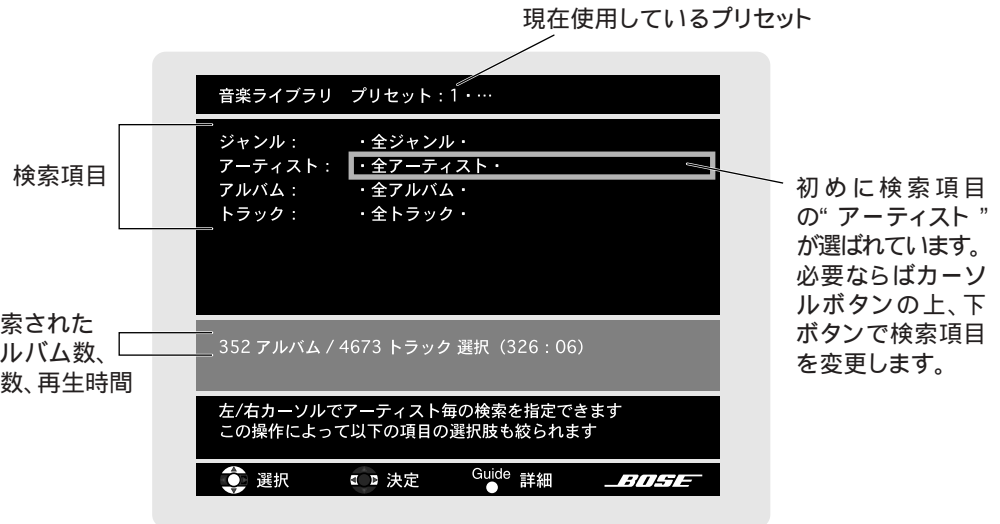 現在使用しているプリセット
音楽ライブラリ プリセット：1・…
検索項目
ジャンル： ・全ジャンル・
アーティスト： ・全アーティスト・
アルバム： ・全アルバム・
トラック： ・全トラック・
初めに検索項目
の“ アーティスト ”
が選ばれています。
必要ならばカーソ
ルボタンの上、下
ボタンで検索項目
を変更します。
索された
ルバム数、
数、再生時間
352 アルバム / 4673 トラック 選択（326：06）
左/右カーソルでアーティスト毎の検索を指定できます
この操作によって以下の項目の選択肢も絞られます
選択 決定 Guide 詳細 BOSE